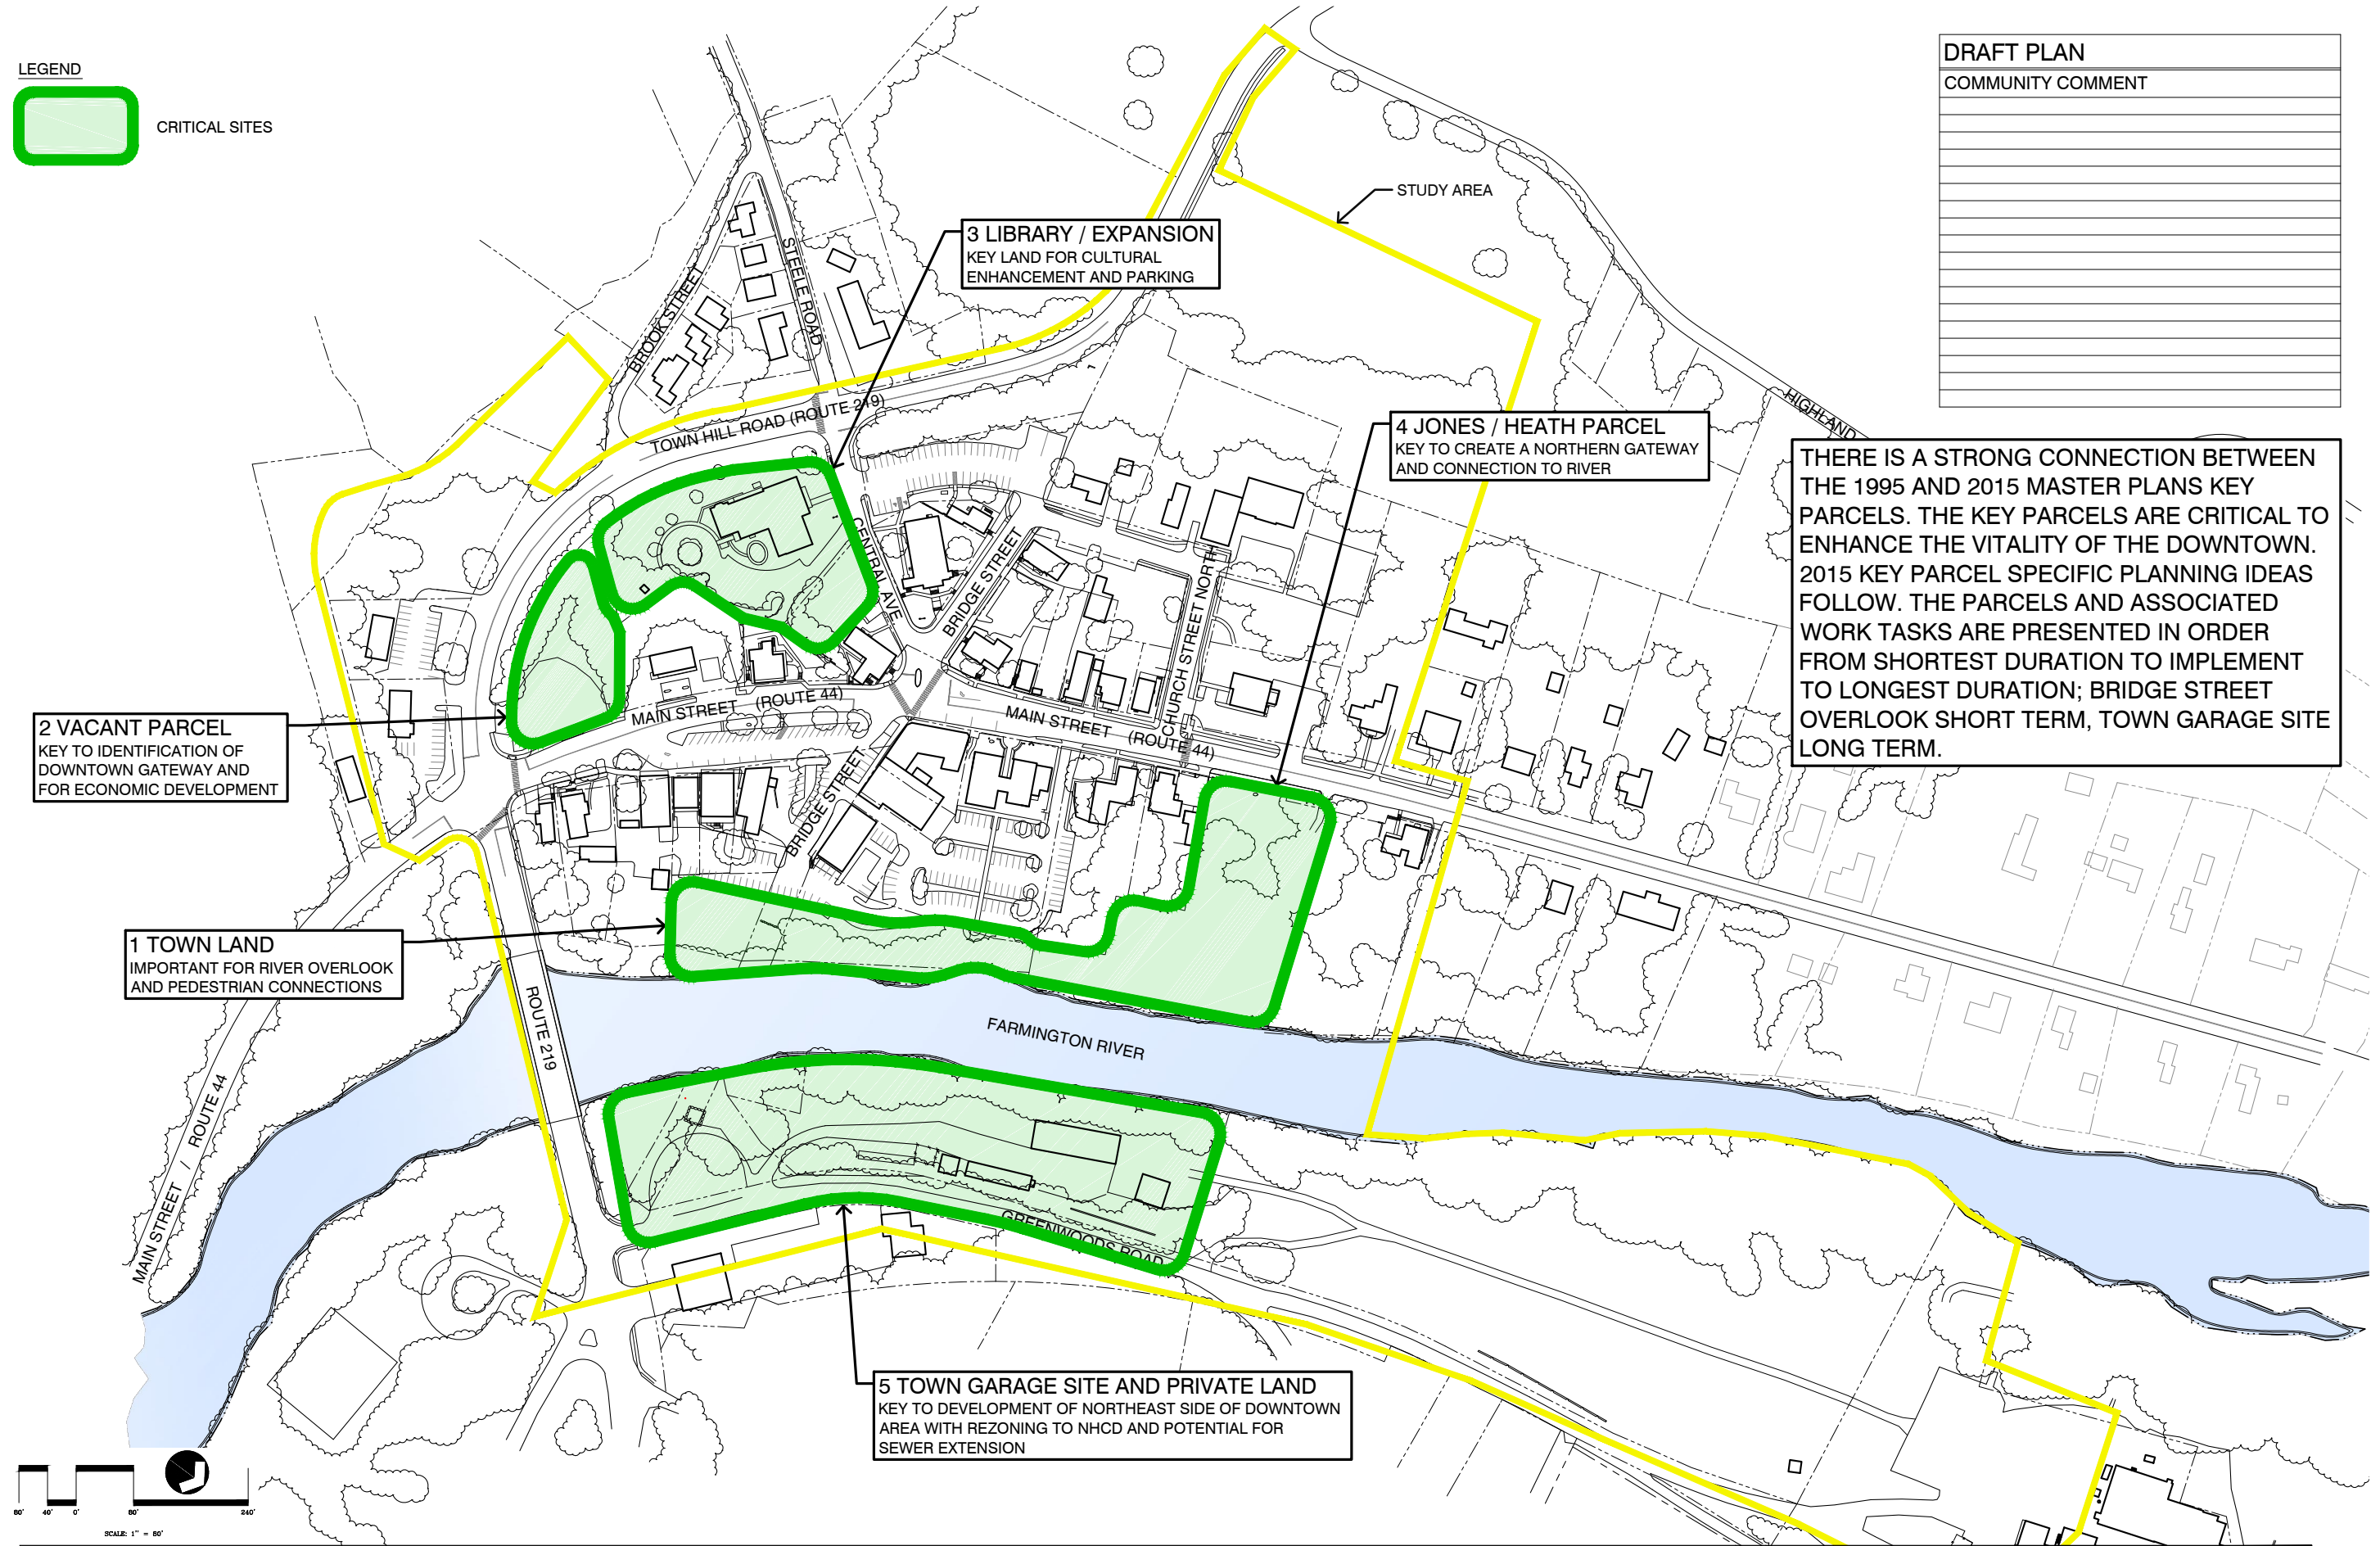 LEGEND
CRITICAL SITES
DRAFT PLAN
COMMUNITY COMMENT
STUDY AREA
3 LIBRARY / EXPANSION
KEY LAND FOR CULTURAL
ENHANCEMENT AND PARKING
STEELE ROAD
BROOK STREET
TOWN HILL ROAD (ROUTE 219)
HIGHLAND
4 JONES / HEATH PARCEL
KEY TO CREATE A NORTHERN GATEWAY
AND CONNECTION TO RIVER
THERE IS A STRONG CONNECTION BETWEEN
THE 1995 AND 2015 MASTER PLANS KEY
PARCELS. THE KEY PARCELS ARE CRITICAL TO
ENHANCE THE VITALITY OF THE DOWNTOWN.
2015 KEY PARCEL SPECIFIC PLANNING IDEAS
FOLLOW. THE PARCELS AND ASSOCIATED
WORK TASKS ARE PRESENTED IN ORDER
FROM SHORTEST DURATION TO IMPLEMENT
TO LONGEST DURATION; BRIDGE STREET
OVERLOOK SHORT TERM, TOWN GARAGE SITE
LONG TERM.
CENTRAL AVE
BRIDGE STREET
CHURCH STREET NORTH
MAIN STREET (ROUTE 44)
MAIN STREET (ROUTE 44)
2 VACANT PARCEL
KEY TO IDENTIFICATION OF
DOWNTOWN GATEWAY AND
FOR ECONOMIC DEVELOPMENT
BRIDGE STREET
1 TOWN LAND
IMPORTANT FOR RIVER OVERLOOK
AND PEDESTRIAN CONNECTIONS
ROUTE 219
FARMINGTON RIVER
MAIN STREET / ROUTE 44
GREENWOODS ROAD
5 TOWN GARAGE SITE AND PRIVATE LAND
KEY TO DEVELOPMENT OF NORTHEAST SIDE OF DOWNTOWN
AREA WITH REZONING TO NHCD AND POTENTIAL FOR
SEWER EXTENSION
80' 40' 0' 80' 240'
SCALE: 1" = 80'